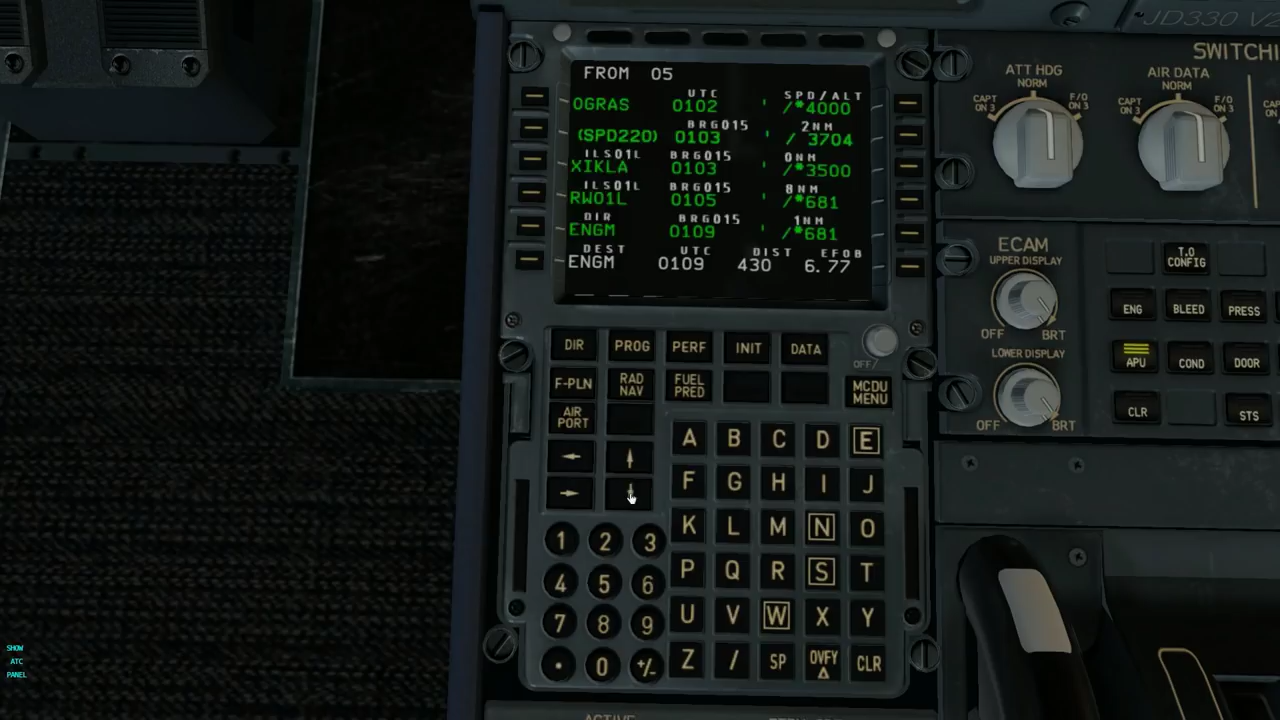 JD330 V2
SWITCHI
FROM 05
UTC SPD/ALT
OGRAS 0102 ' /*4000
BRG015 2NM
(SPD220) 0103 ' / 3704
ILS01L BRG015 0NM
XIKLA 0103 ' /*3500
ILS01L BRG015 8NM
RW01L 0105 ' /*681
DIR BRG015 1NM
ENGM 0109 ' /*681
DEST UTC DIST EFOB
ENGM 0109 430 6.77
ATT HDG AIR DATA
NORM NORM
CAPT ON 3 F/O ON 3 CAPT ON 3 F/O ON 3
ECAM
UPPER DISPLAY
OFF BRT
LOWER DISPLAY
OFF BRT
T.O
CONFIG
ENG BLEED PRESS
APU COND DOOR
CLR STS
DIR PROG PERF INIT DATA
OFF/
F-PLN RAD NAV FUEL PRED MCDU MENU
AIR PORT
← ↑
→
A B C D E
F G H I J
K L M N O
P Q R S T
U V W X Y
Z / SP OVFY Δ CLR
1 2 3
4 5 6
7 8 9
. 0 +/-
SHOW
ATC
PANEL